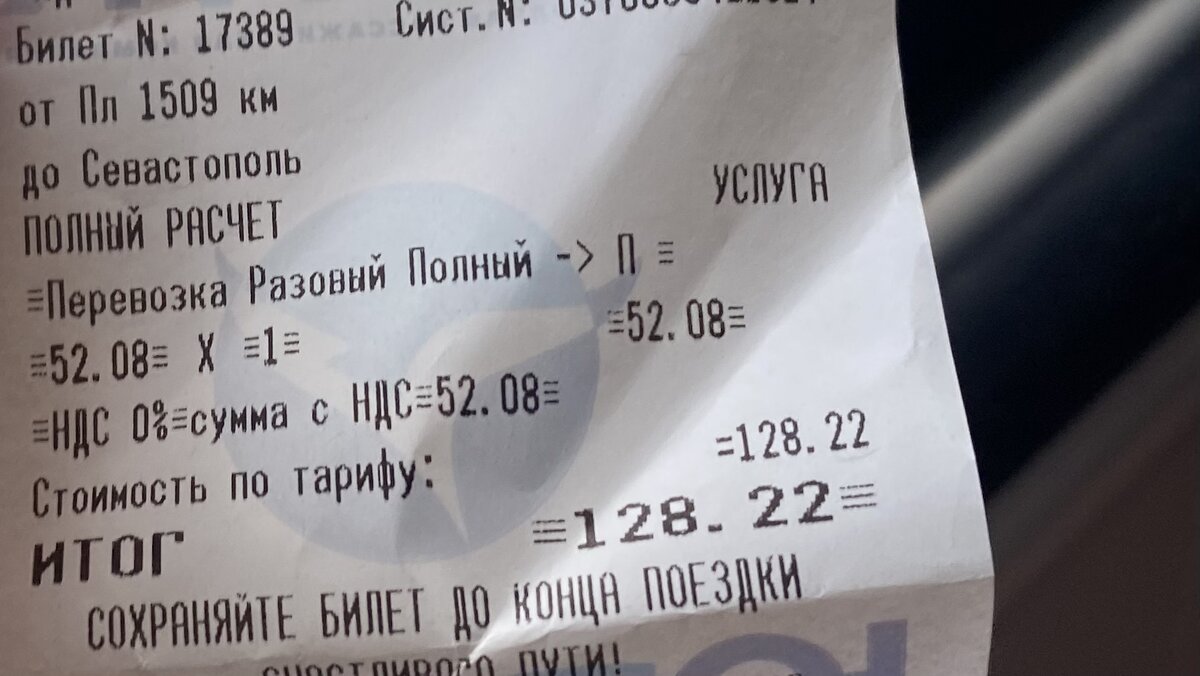 Билет N: 17389 Сист.N:
от Пл 1509 км
до Севастополь
ПОЛНЫЙ РАСЧЕТ УСЛУГА
≡Перевозка Разовый Полный -> П ≡
≡52.08≡ X ≡1≡ ≡52.08≡
≡НДС 0%≡сумма с НДС=52.08≡
Стоимость по тарифу: =128.22
ИТОГ ≡128.22≡
СОХРАНЯЙТЕ БИЛЕТ ДО КОНЦА ПОЕЗДКИ
СЧАСТЛИВОГО ПУТИ!